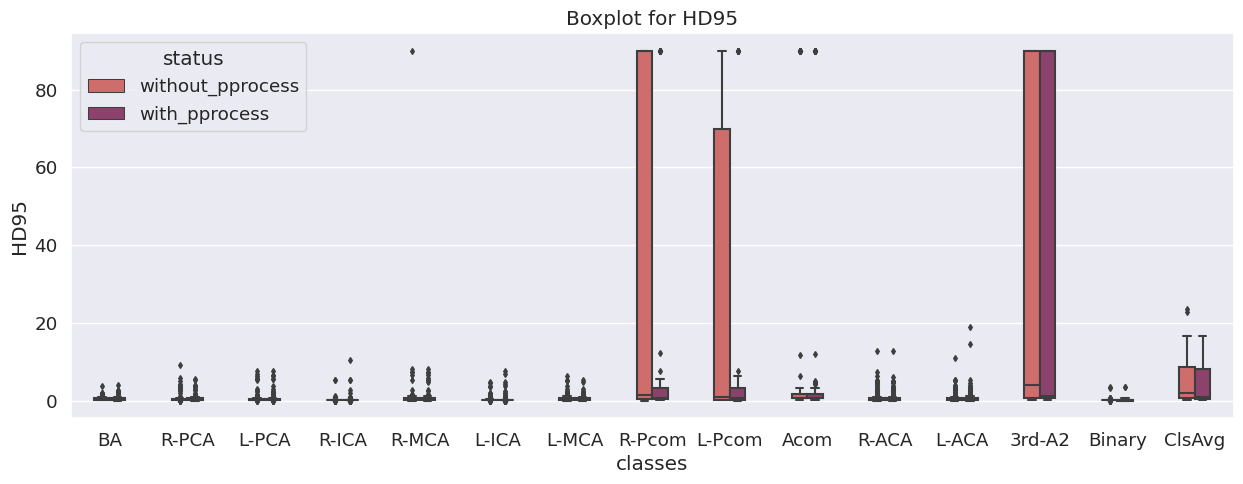 Boxplot for HD95
status
without_pprocess
with_pprocess
HD95
80
60
40
20
0
BA R-PCA L-PCA R-ICA R-MCA L-ICA L-MCA R-Pcom L-Pcom Acom R-ACA L-ACA 3rd-A2 Binary ClsAvg
classes